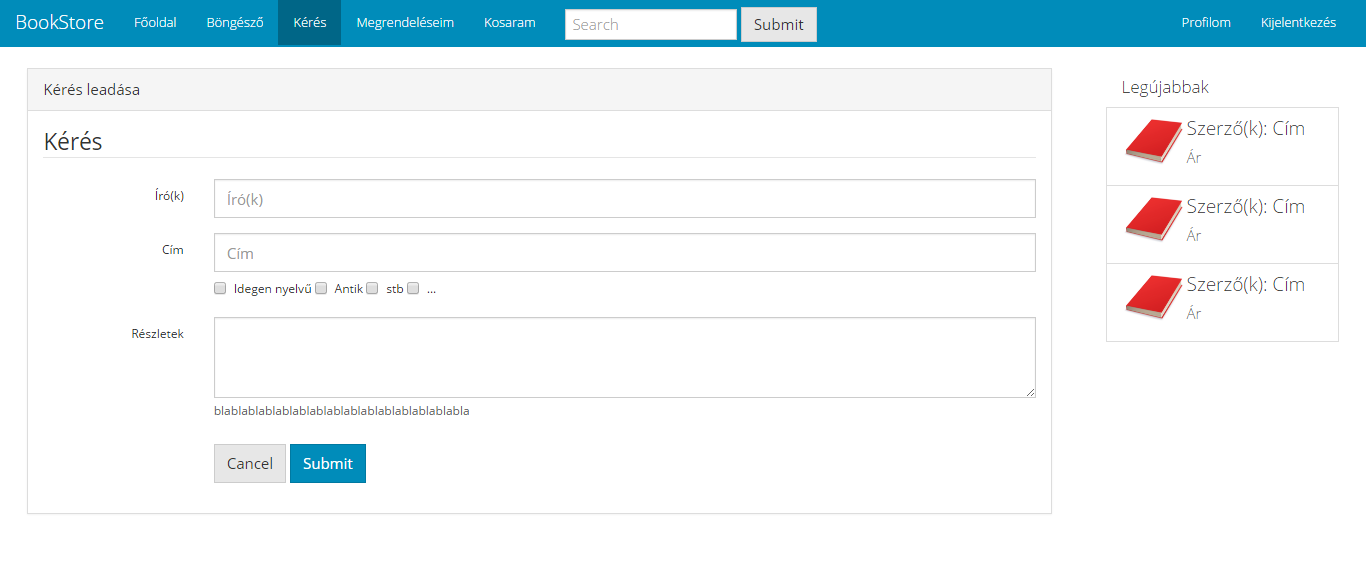 BookStore Főoldal Böngésző Kérés Megrendeléseim Kosaram Search Submit Profilom Kijelentkezés
Kérés leadása
Kérés
Író(k) Író(k)
Cím Cím
Idegen nyelvű Antik stb ...
Részletek
blablablablablablablablablablablablablablabla
Cancel Submit
Legújabbak
Szerző(k): Cím
Ár
Szerző(k): Cím
Ár
Szerző(k): Cím
Ár